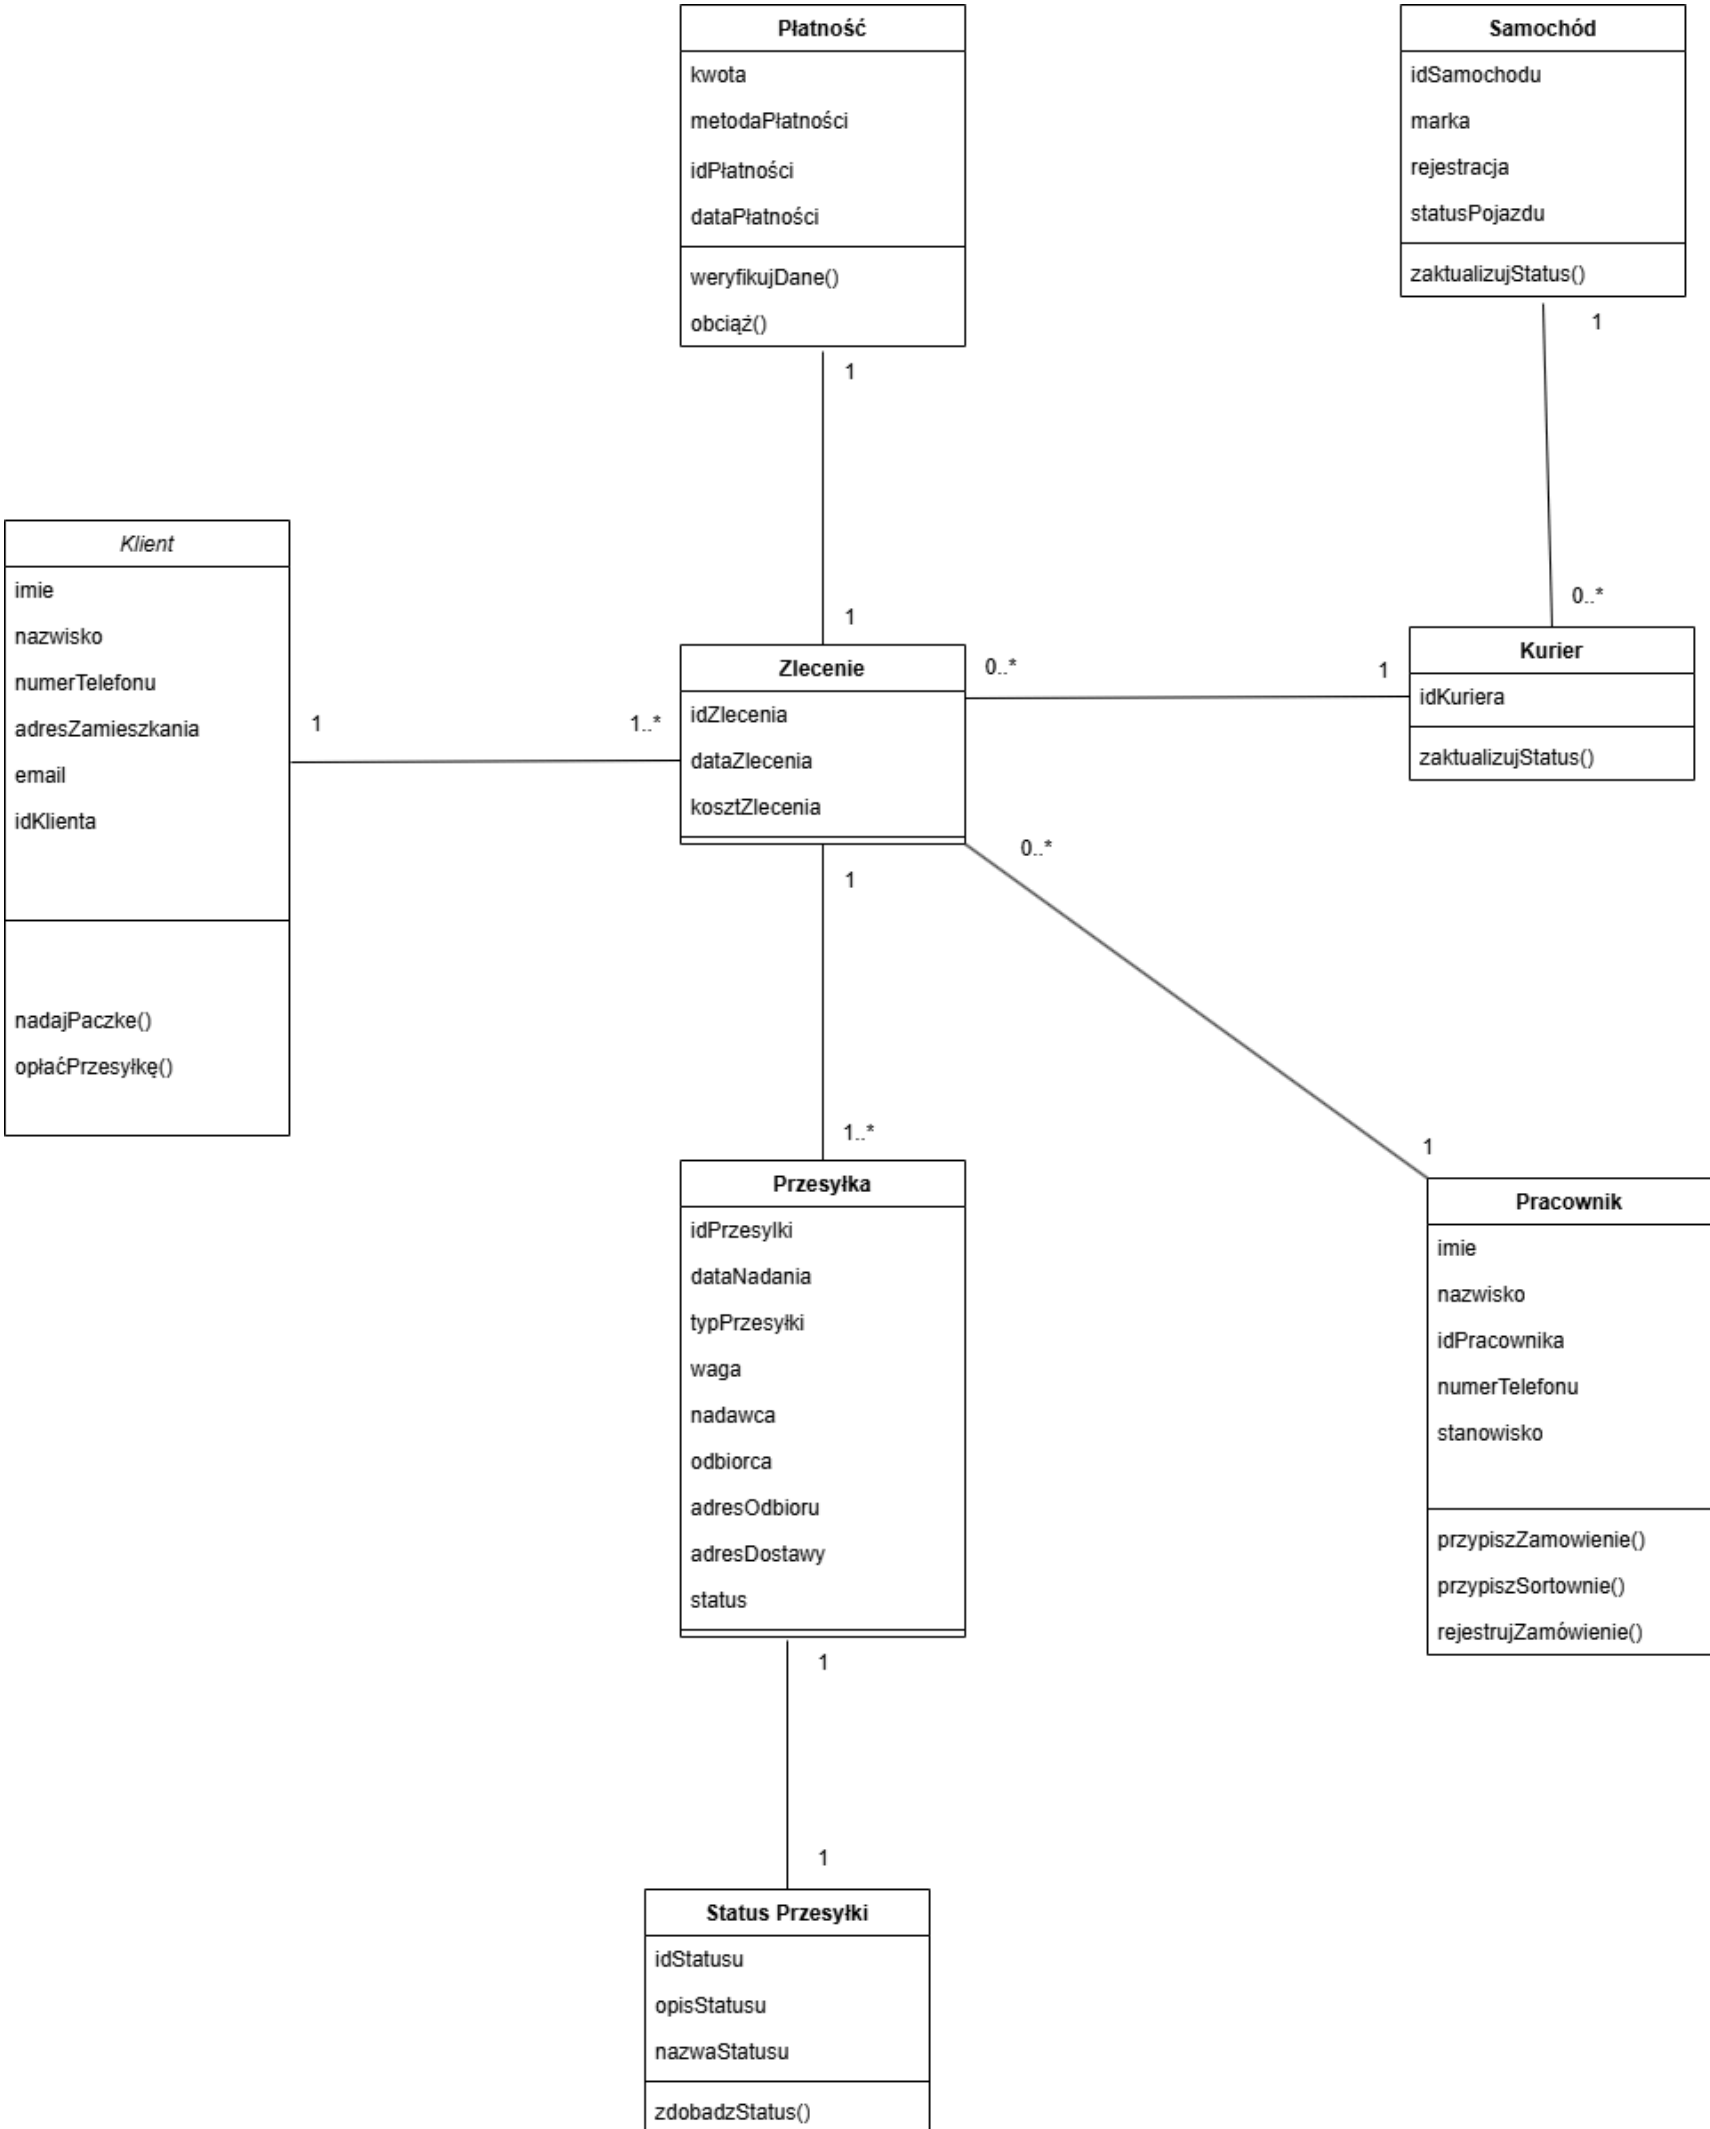 Płatność
kwota
metodaPłatności
idPłatności
dataPłatności
weryfikujDane()
obciąż()
1
1
Samochód
idSamochodu
marka
rejestracja
statusPojazdu
zaktualizujStatus()
1
0..*
Klient
imie
nazwisko
numerTelefonu
adresZamieszkania
email
idKlienta
nadajPaczke()
opłaćPrzesyłkę()
1
1..*
Zlecenie
idZlecenia
dataZlecenia
kosztZlecenia
0..*
1
Kurier
idKuriera
zaktualizujStatus()
0..*
1
1
1..*
Przesyłka
idPrzesylki
dataNadania
typPrzesyłki
waga
nadawca
odbiorca
adresOdbioru
adresDostawy
status
Pracownik
imie
nazwisko
idPracownika
numerTelefonu
stanowisko
przypiszZamowienie()
przypiszSortownie()
rejestrujZamówienie()
1
1
Status Przesyłki
idStatusu
opisStatusu
nazwaStatusu
zdobadzStatus()